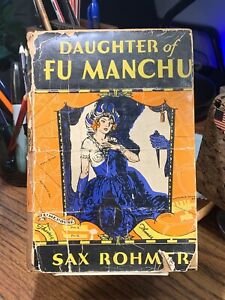 DAUGHTER of
FU MANCHU
SAX ROHMER